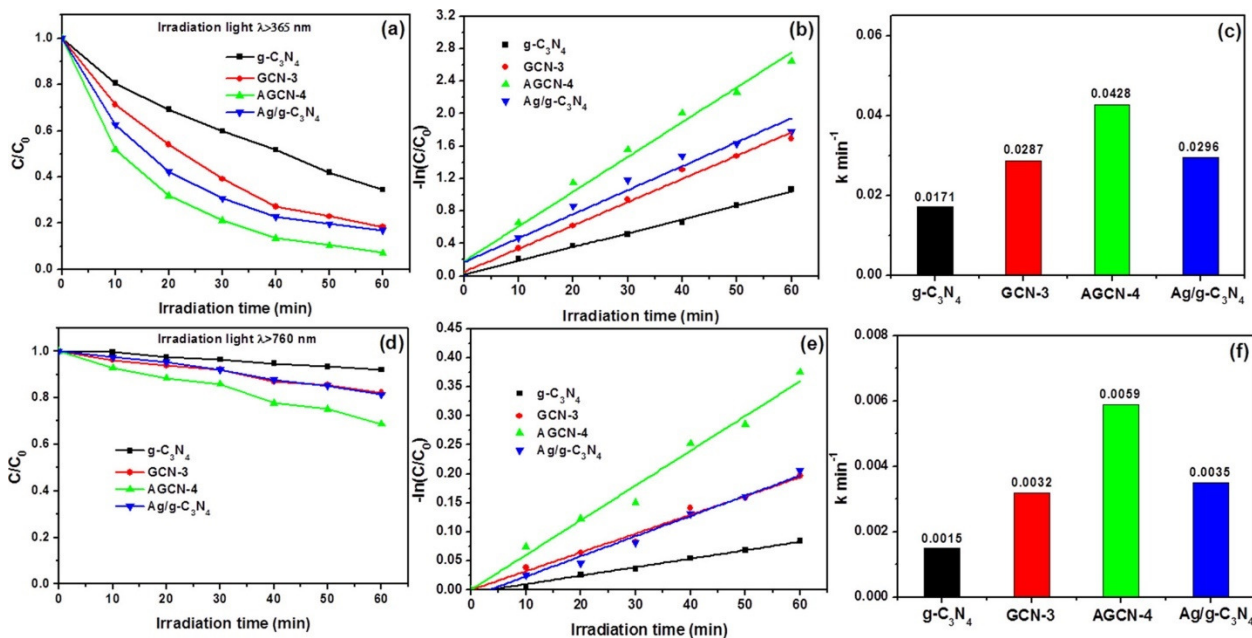 Irradiation light λ>365 nm
(a)
g-C₃N₄
GCN-3
AGCN-4
Ag/g-C₃N₄
C/C₀
1.0
0.8
0.6
0.4
0.2
0.0
0 10 20 30 40 50 60
Irradiation time (min)
(b)
g-C₃N₄
GCN-3
AGCN-4
Ag/g-C₃N₄
-ln(C/C₀)
3.0
2.4
1.8
1.2
0.6
0.0
0 10 20 30 40 50 60
Irradiation time (min)
(c)
k min⁻¹
0.06
0.04
0.02
0.00
0.0171
0.0287
0.0428
0.0296
g-C₃N₄ GCN-3 AGCN-4 Ag/g-C₃N₄
Irradiation light λ>760 nm
(d)
g-C₃N₄
GCN-3
AGCN-4
Ag/g-C₃N₄
C/C₀
1.0
0.8
0.6
0.4
0.2
0.0
0 10 20 30 40 50 60
Irradiation time (min)
(e)
g-C₃N₄
GCN-3
AGCN-4
Ag/g-C₃N₄
-ln(C/C₀)
0.45
0.40
0.35
0.30
0.25
0.20
0.15
0.10
0.05
0.00
0 10 20 30 40 50 60
Irradiation time (min)
(f)
k min⁻¹
0.008
0.006
0.004
0.002
0.000
0.0015
0.0032
0.0059
0.0035
g-C₃N₄ GCN-3 AGCN-4 Ag/g-C₃N₄